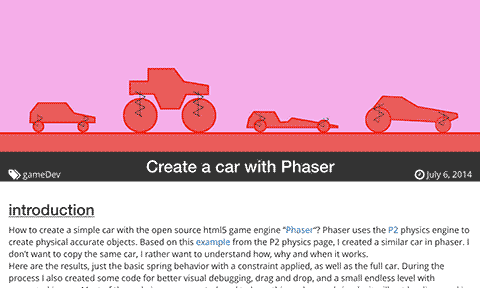 Create a car with Phaser
gameDev
July 6, 2014
introduction
How to create a simple car with the open source html5 game engine "Phaser"? Phaser uses the P2 physics engine to
create physical accurate objects. Based on this example from the P2 physics page, I created a similar car in phaser. I
don't want to copy the same car, I rather want to understand how, why and when it works.
Here are the results, just the basic spring behavior with a constraint applied, as well as the full car. During the
process I also created some code for better visual debugging, drag and drop, and a small endless level with